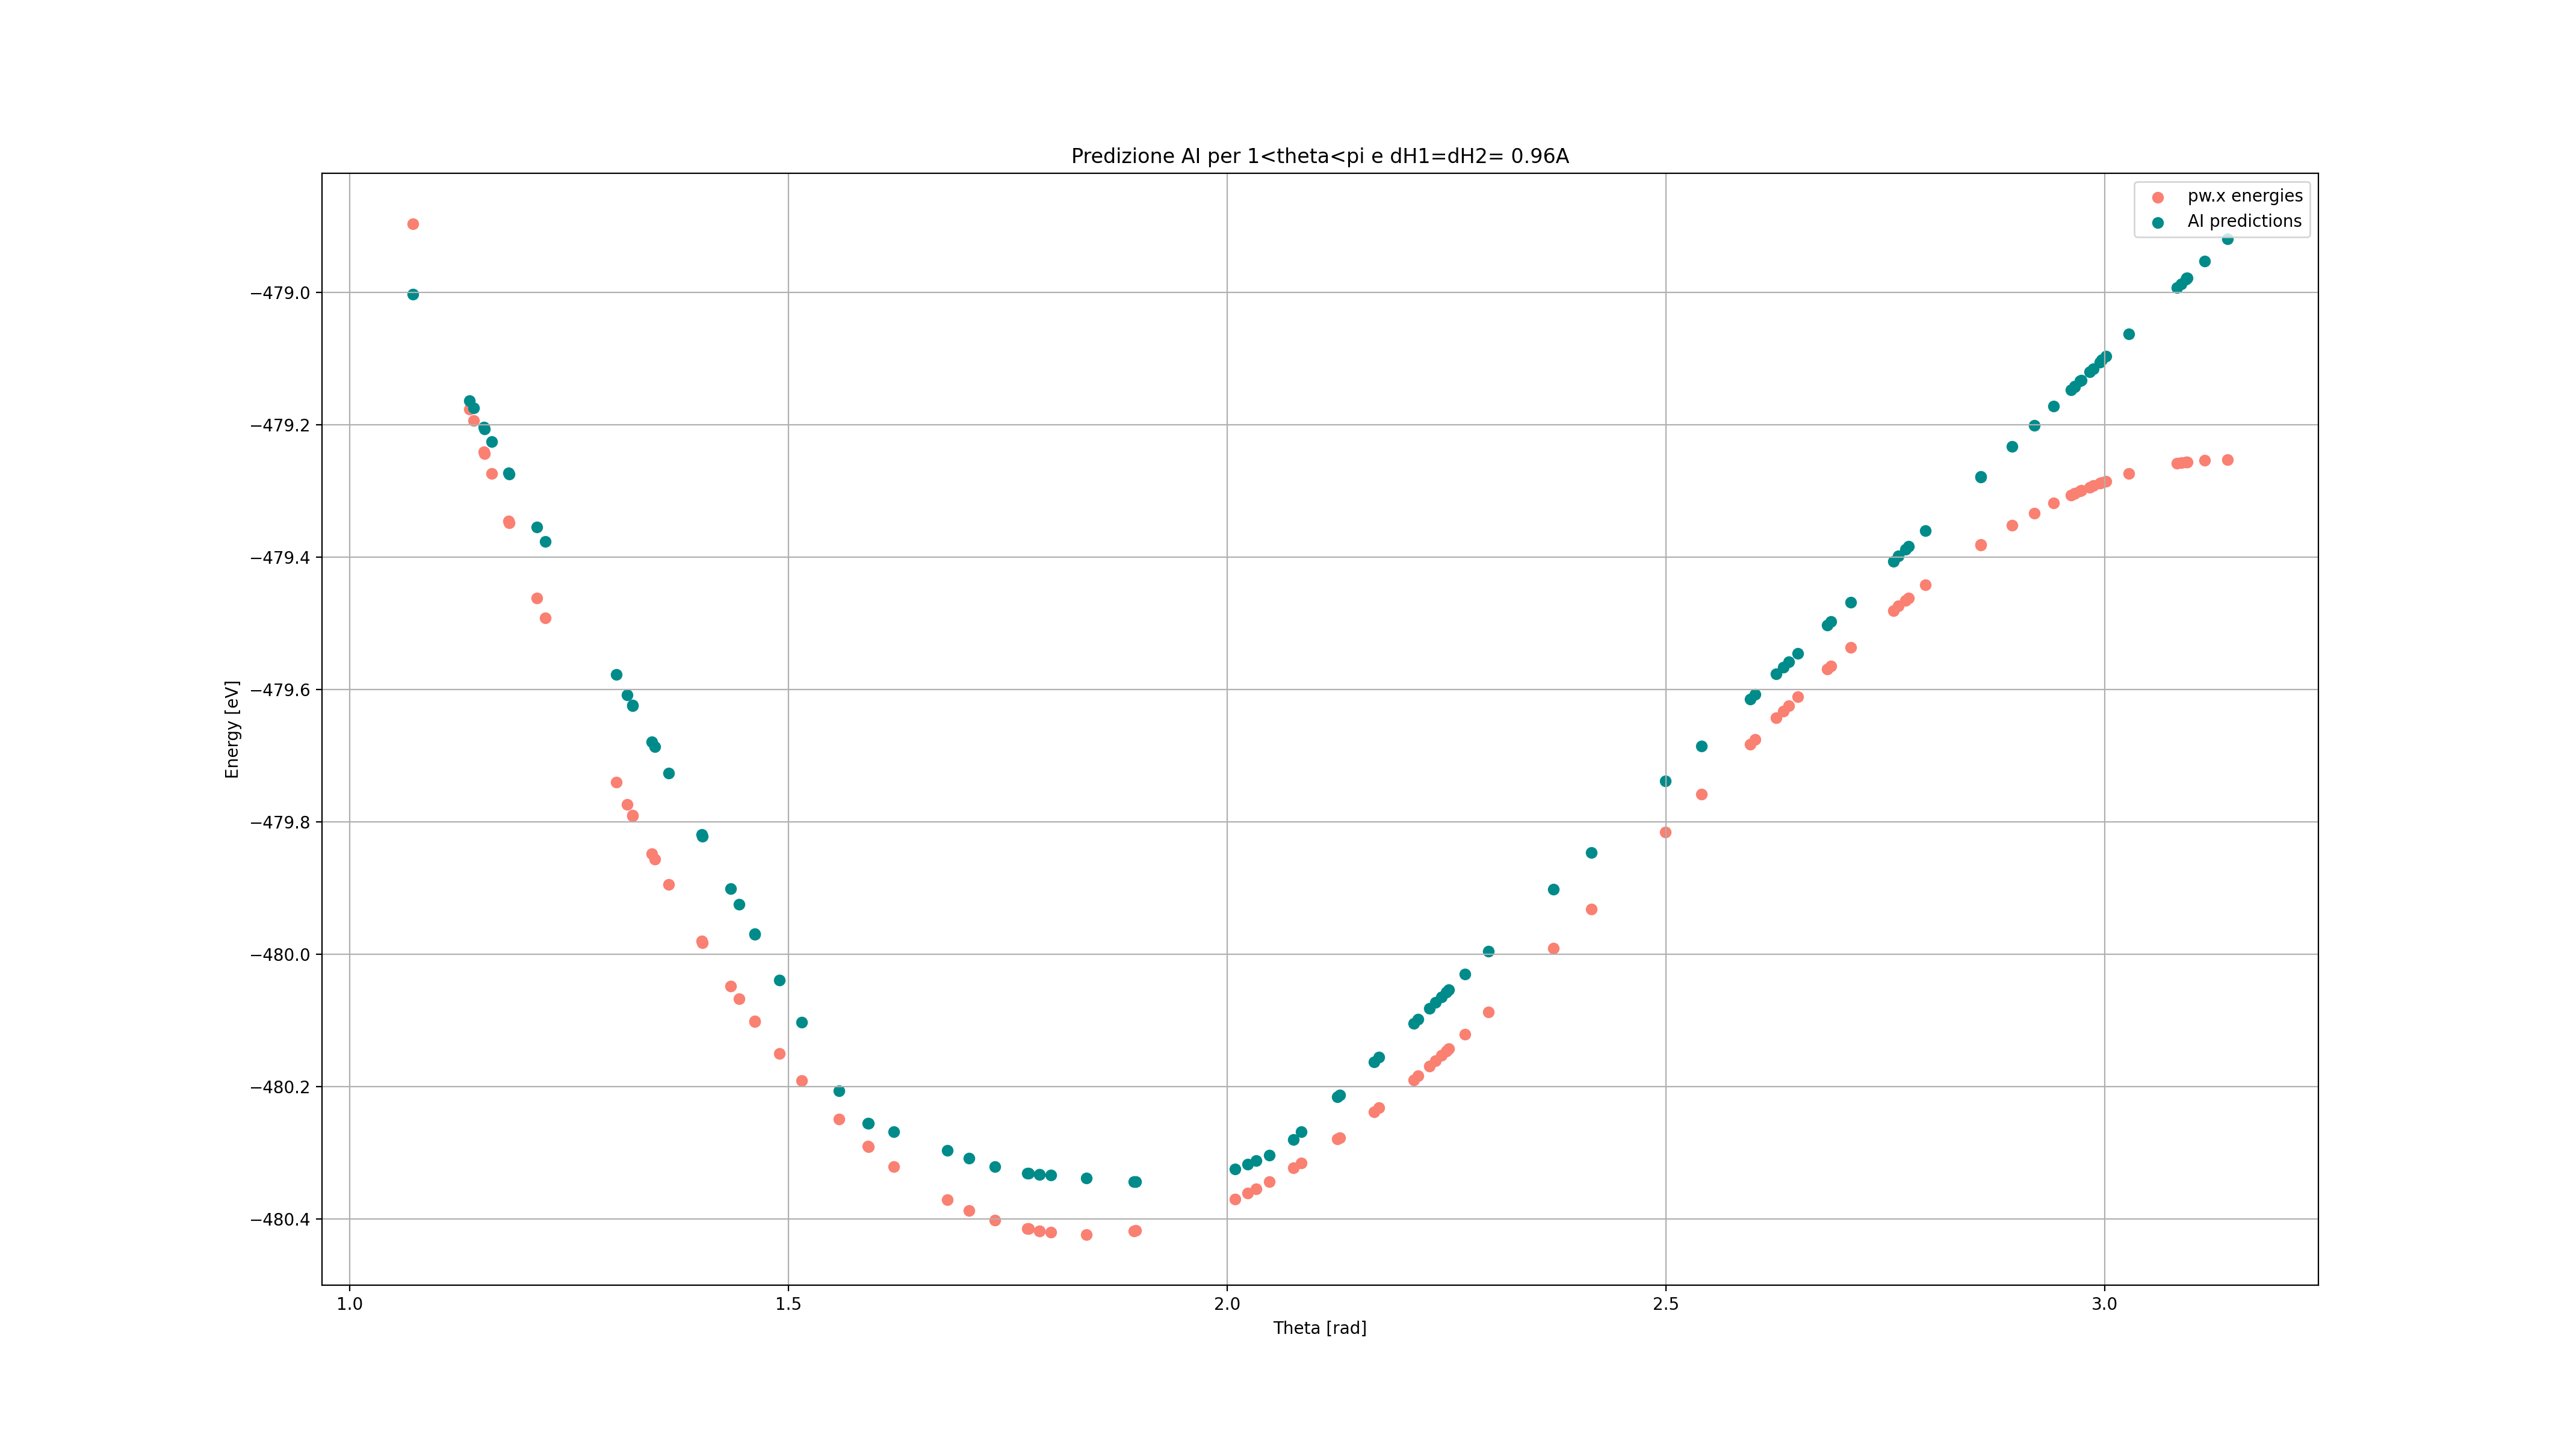 Predizione AI per 1<theta<pi e dH1=dH2= 0.96A
pw.x energies
AI predictions
−479.0
−479.2
−479.4
−479.6
−479.8
−480.0
−480.2
−480.4
Energy [eV]
1.0 1.5 2.0 2.5 3.0
Theta [rad]